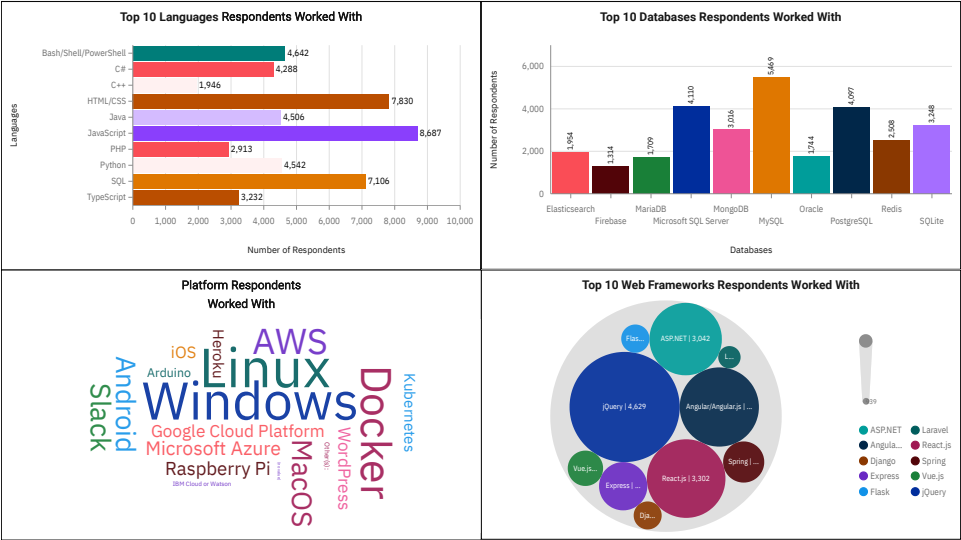 Top 10 Languages Respondents Worked With
Languages
Bash/Shell/PowerShell 4,642
C# 4,288
C++ 1,946
HTML/CSS 7,830
Java 4,506
JavaScript 8,687
PHP 2,913
Python 4,542
SQL 7,106
TypeScript 3,232
0 1,000 2,000 3,000 4,000 5,000 6,000 7,000 8,000 9,000 10,000
Number of Respondents
Top 10 Databases Respondents Worked With
Number of Respondents
6,000
4,000
2,000
0
1,954 1,314 1,709 4,110 3,016 5,469 1,744 4,097 2,508 3,248
Elasticsearch MariaDB MongoDB Oracle Redis
Firebase Microsoft SQL Server MySQL PostgreSQL SQLite
Databases
Platform Respondents
Worked With
AWS
iOS
Heroku
Linux
Arduino
Android
Windows
Docker
Kubernetes
Slack
Google Cloud Platform
Microsoft Azure
WordPress
Raspberry Pi
MacOS
Other(s):
IBM Cloud or Watson
Top 10 Web Frameworks Respondents Worked With
Flas...
ASP.NET | 3,042
L...
jQuery | 4,629
Angular/Angular.js | ...
Vue.js...
Express | ...
React.js | 3,302
Spring | ...
Dja...
ASP.NET Laravel
Angula... React.js
Django Spring
Express Vue.js
Flask jQuery